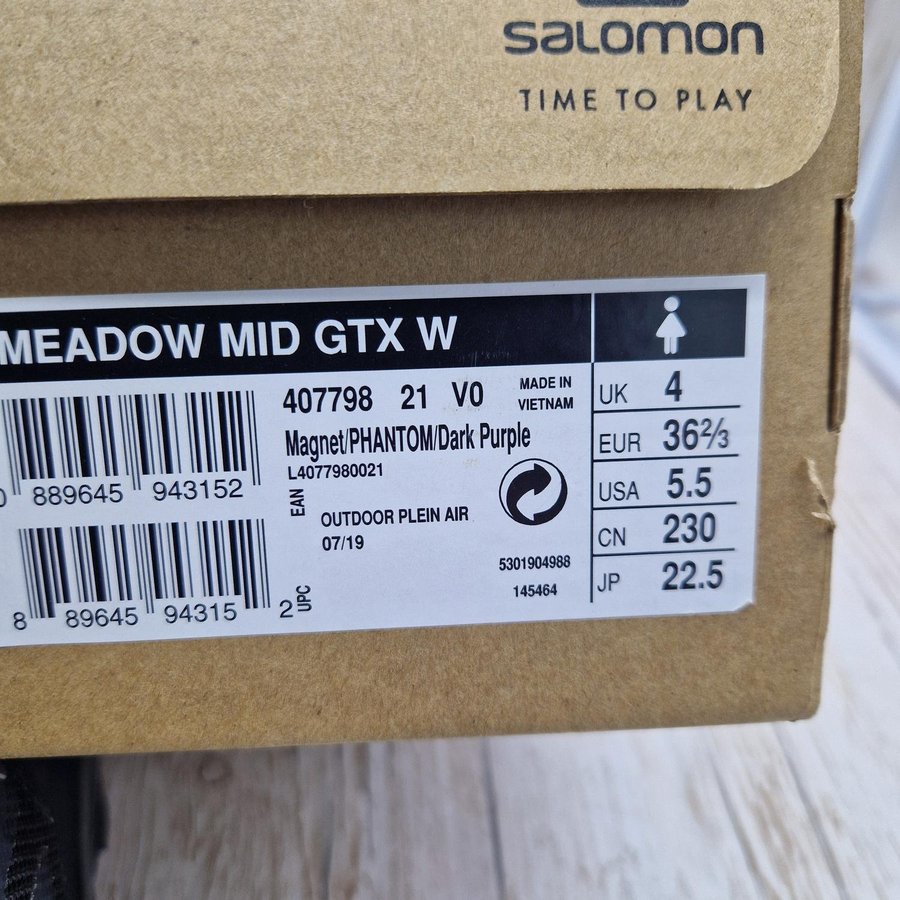 salomon
TIME TO PLAY
MEADOW MID GTX W
407798 21 V0
MADE IN
VIETNAM
Magnet/PHANTOM/Dark Purple
L4077980021
0 889645 943152
EAN
OUTDOOR PLEIN AIR
07/19
5301904988
145464
8 89645 94315 2
UPC
UK 4
EUR 36⅔
USA 5.5
CN 230
JP 22.5